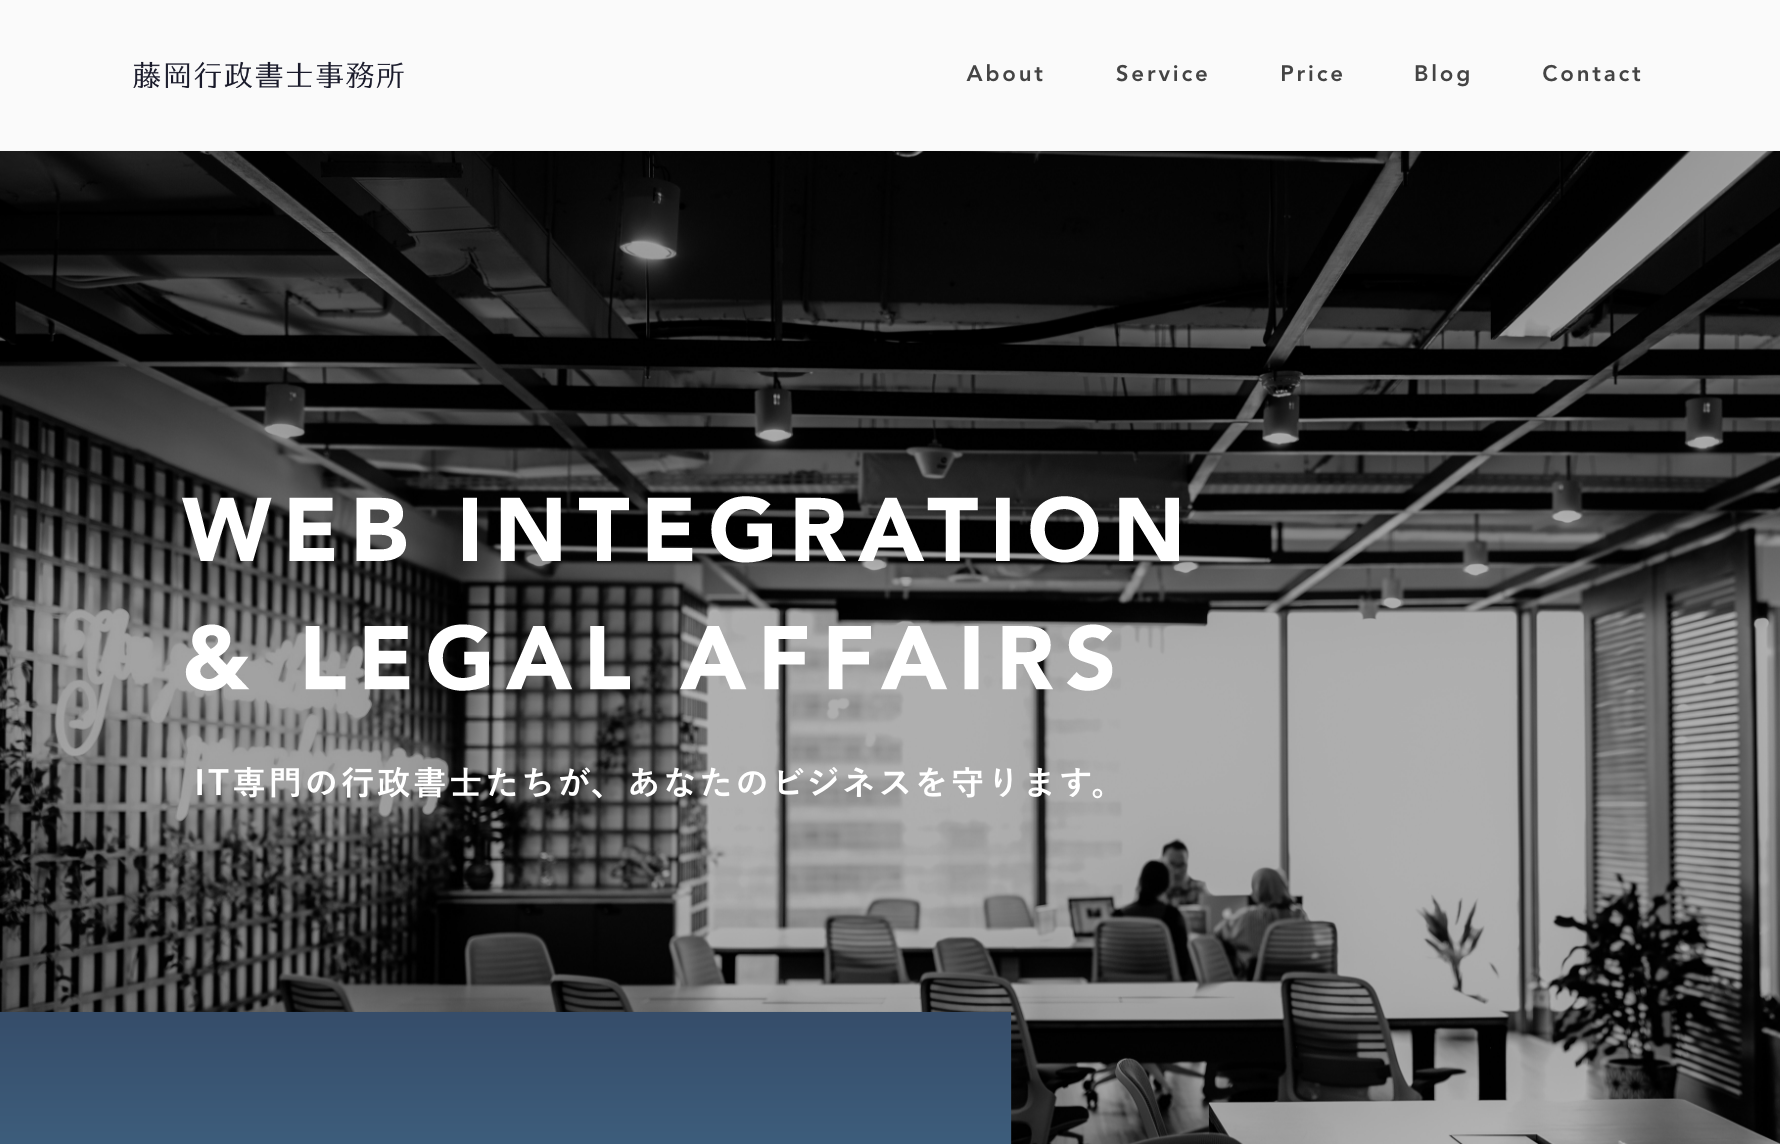 藤岡行政書士事務所
About Service Price Blog Contact
WEB INTEGRATION
& LEGAL AFFAIRS
IT専門の行政書士たちが、あなたのビジネスを守ります。